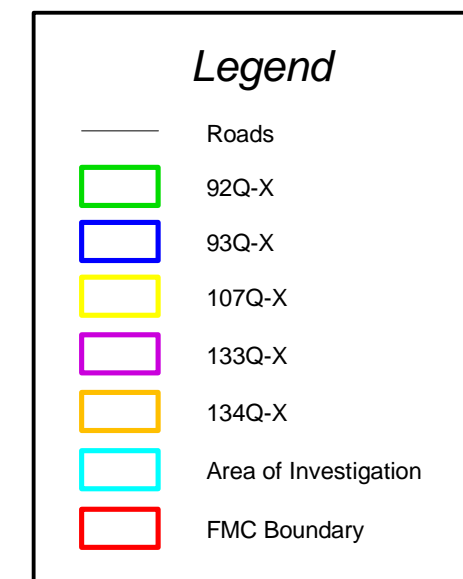 Legend
Roads
92Q-X
93Q-X
107Q-X
133Q-X
134Q-X
Area of Investigation
FMC Boundary